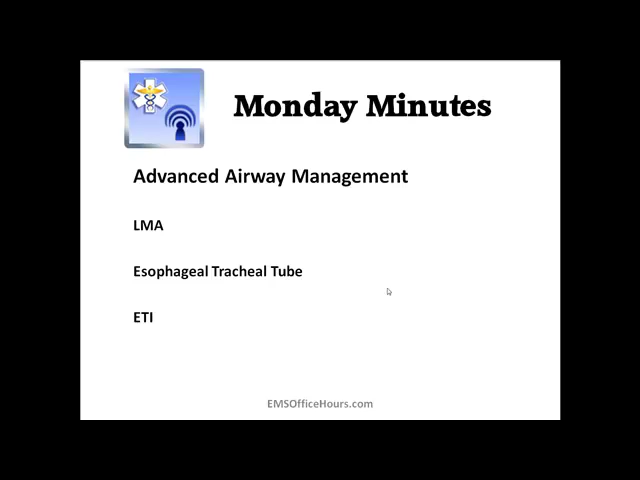 Monday Minutes
Advanced Airway Management
LMA
Esophageal Tracheal Tube
ETI
EMSOfficeHours.com